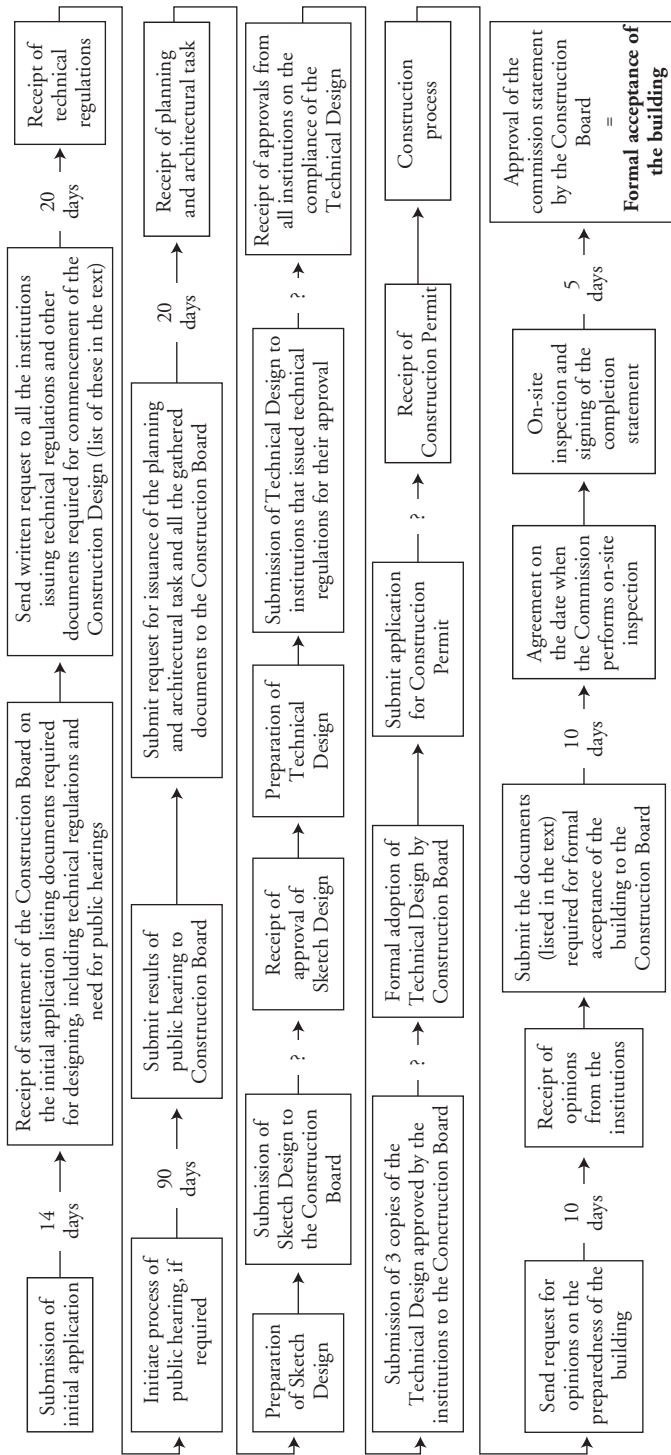 Submission of
initial application
14
days
Receipt of statement of the Construction Board on
the initial application listing documents required
for designing, including technical regulations and
need for public hearings
Send written request to all the institutions
issuing technical regulations and other
documents required for commencement of the
Construction Design (list of these in the text)
20
days
Receipt of
technical
regulations
Initiate process of
public hearing, if
required
90
days
Submit results of
public hearing to
Construction Board
Submit request for issuance of the planning
and architectural task and all the gathered
documents to the Construction Board
20
days
Receipt of planning
and architectural task
Preparation
of Sketch
Design
Submission of
Sketch Design to
the Construction
Board
?
Receipt of
approval of
Sketch Design
Preparation of
Technical
Design
Submission of Technical Design to
institutions that issued technical
regulations for their approval
?
Receipt of approvals from
all institutions on the
compliance of the
Technical Design
Submission of 3 copies of the
Technical Design approved by the
institutions to the Conctruction Board
?
Formal adoption of
Technical Design by
Construction Board
Submit application
for Construction
Permit
?
Receipt of
Construction Permit
Construction
process
Send request for
opinions on the
preparedness of the
building
10
days
Receipt of
opinions
from the
institutions
Submit the documents
(listed in the text)
required for formal
acceptance of the
building to the
Construction Board
10
days
Agreement on
the date when
the Commission
performs on-site
inspection
On-site
inspection and
signing of the
completion
statement
5
days
Approval of the
commission statement
by the Construction
Board
=
Formal acceptance of
the building